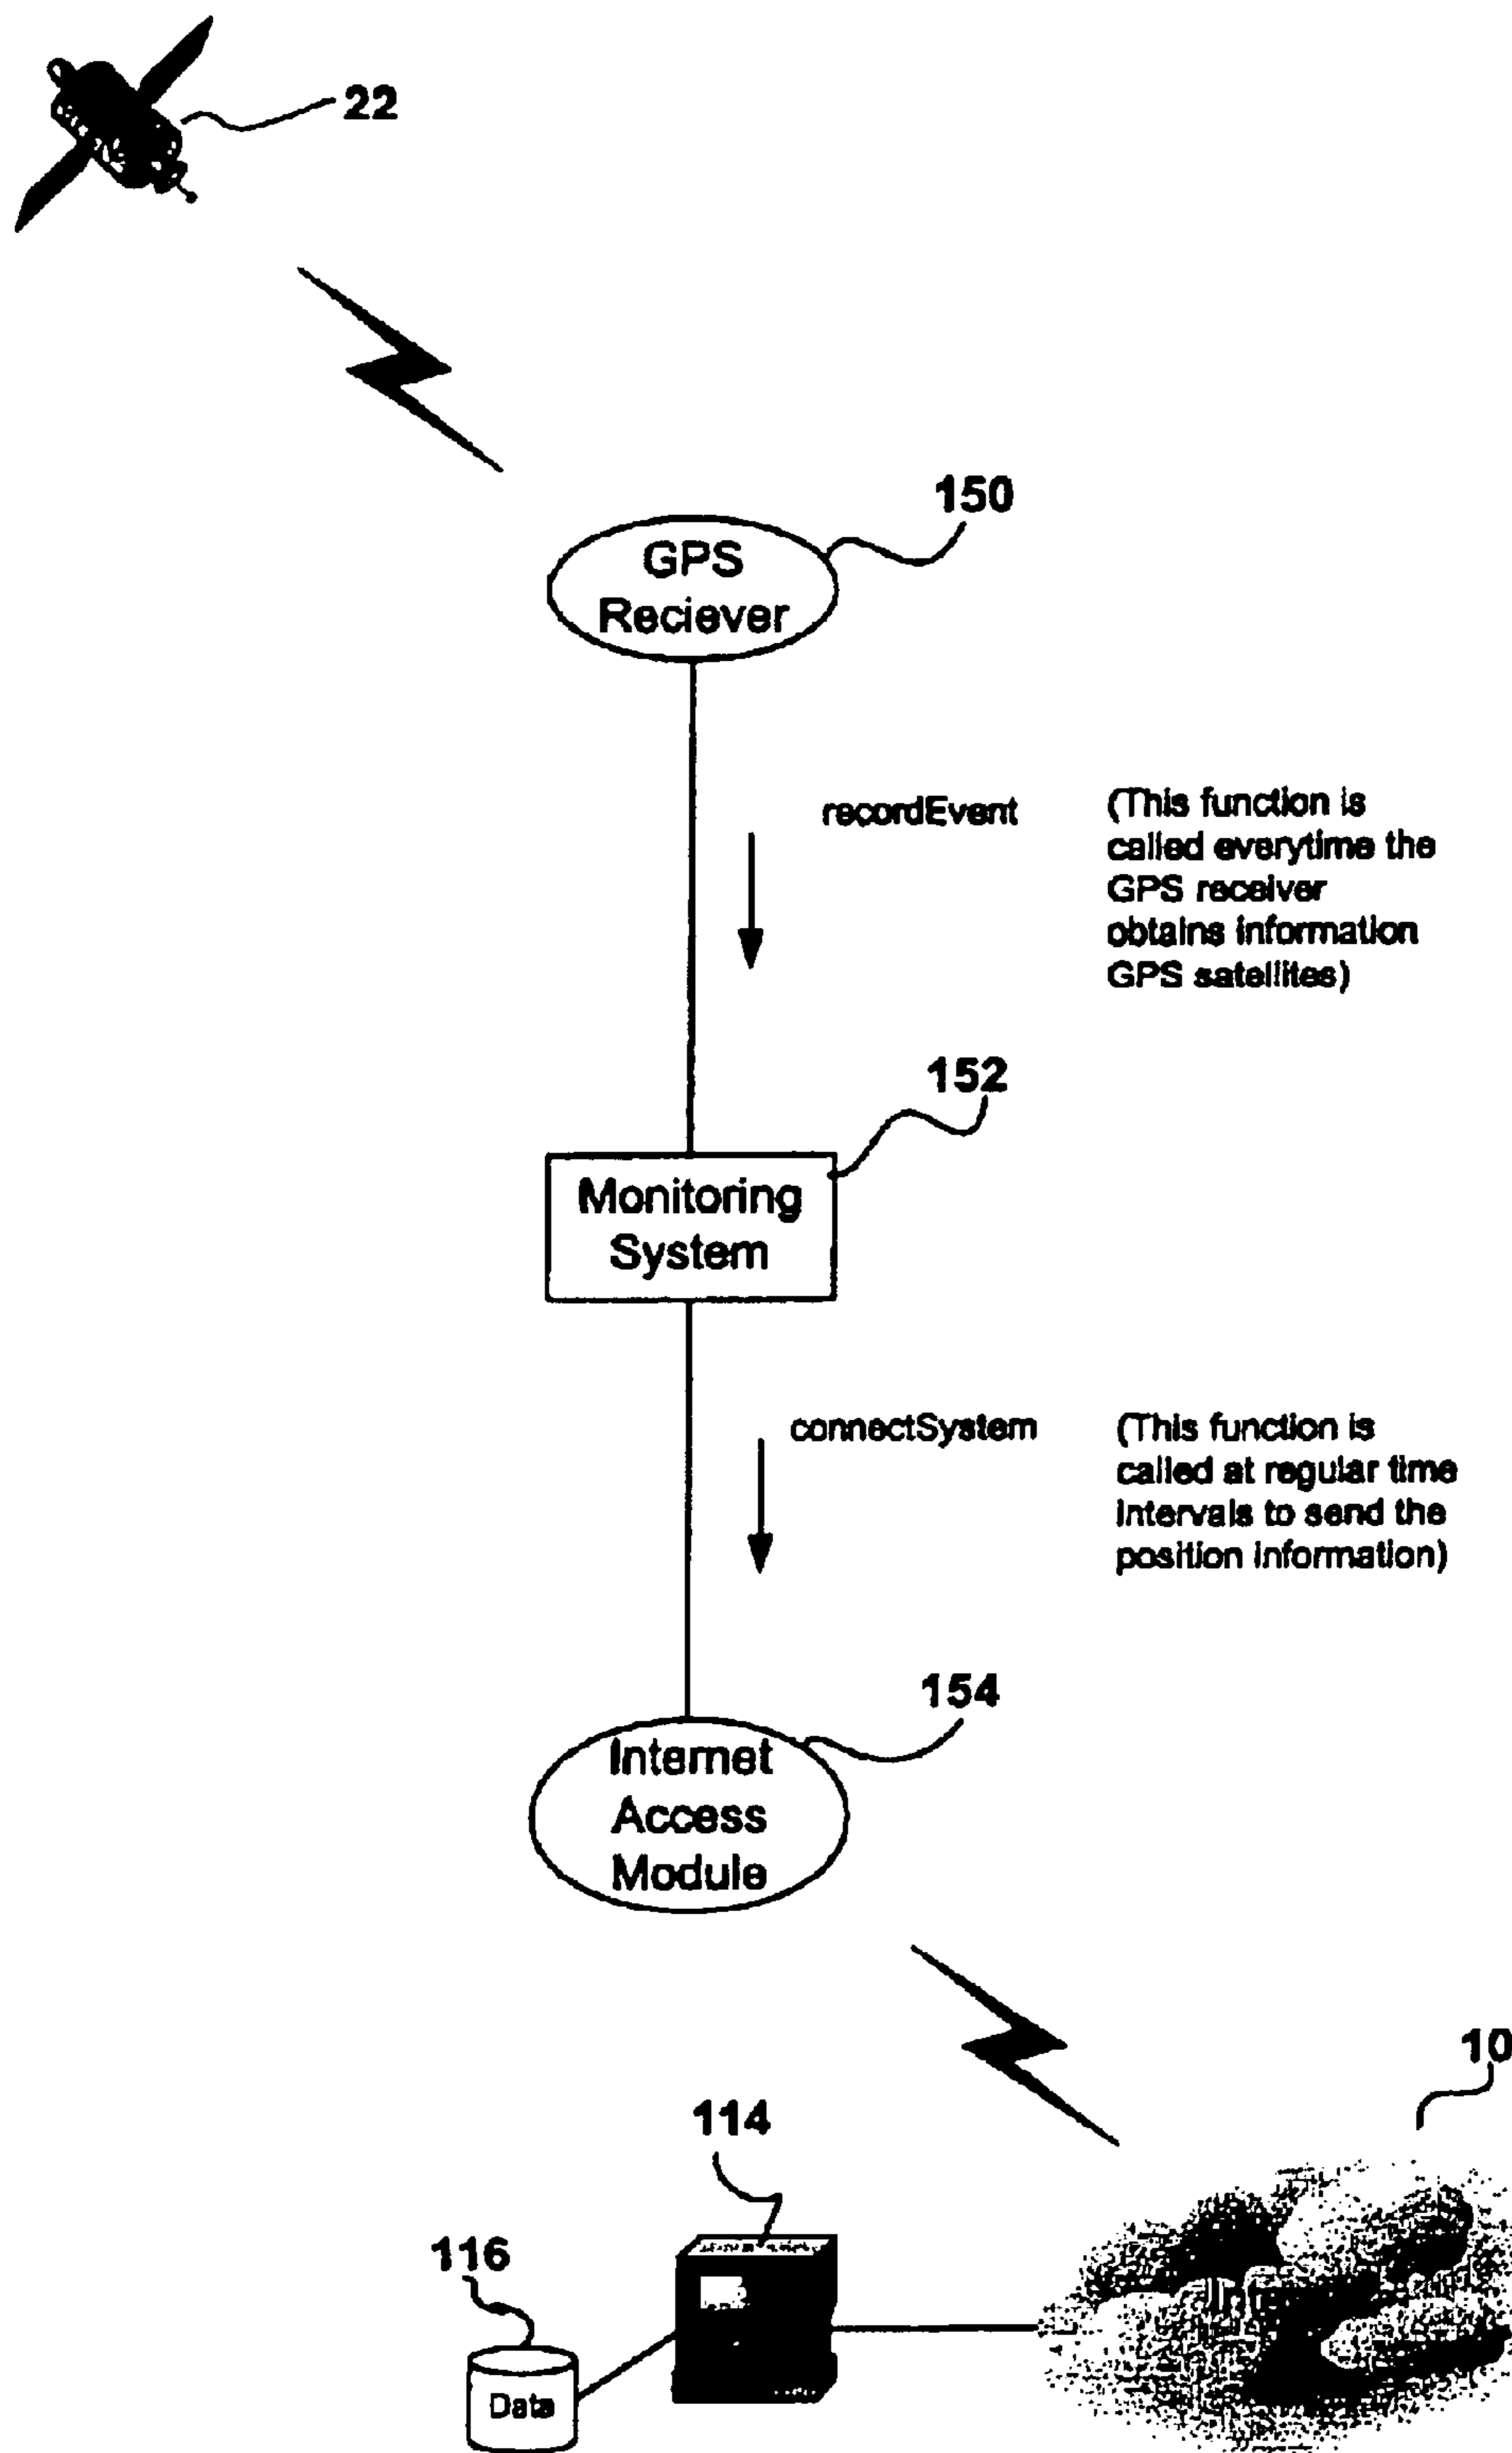 22
150
GPS
Reciever
recordEvent
(This function is
called everytime the
GPS receiver
obtains information
GPS satellites)
152
Monitoring
System
connectSystem
(This function is
called at regular time
intervals to send the
position information)
154
Internet
Access
Module
10
114
116
Data